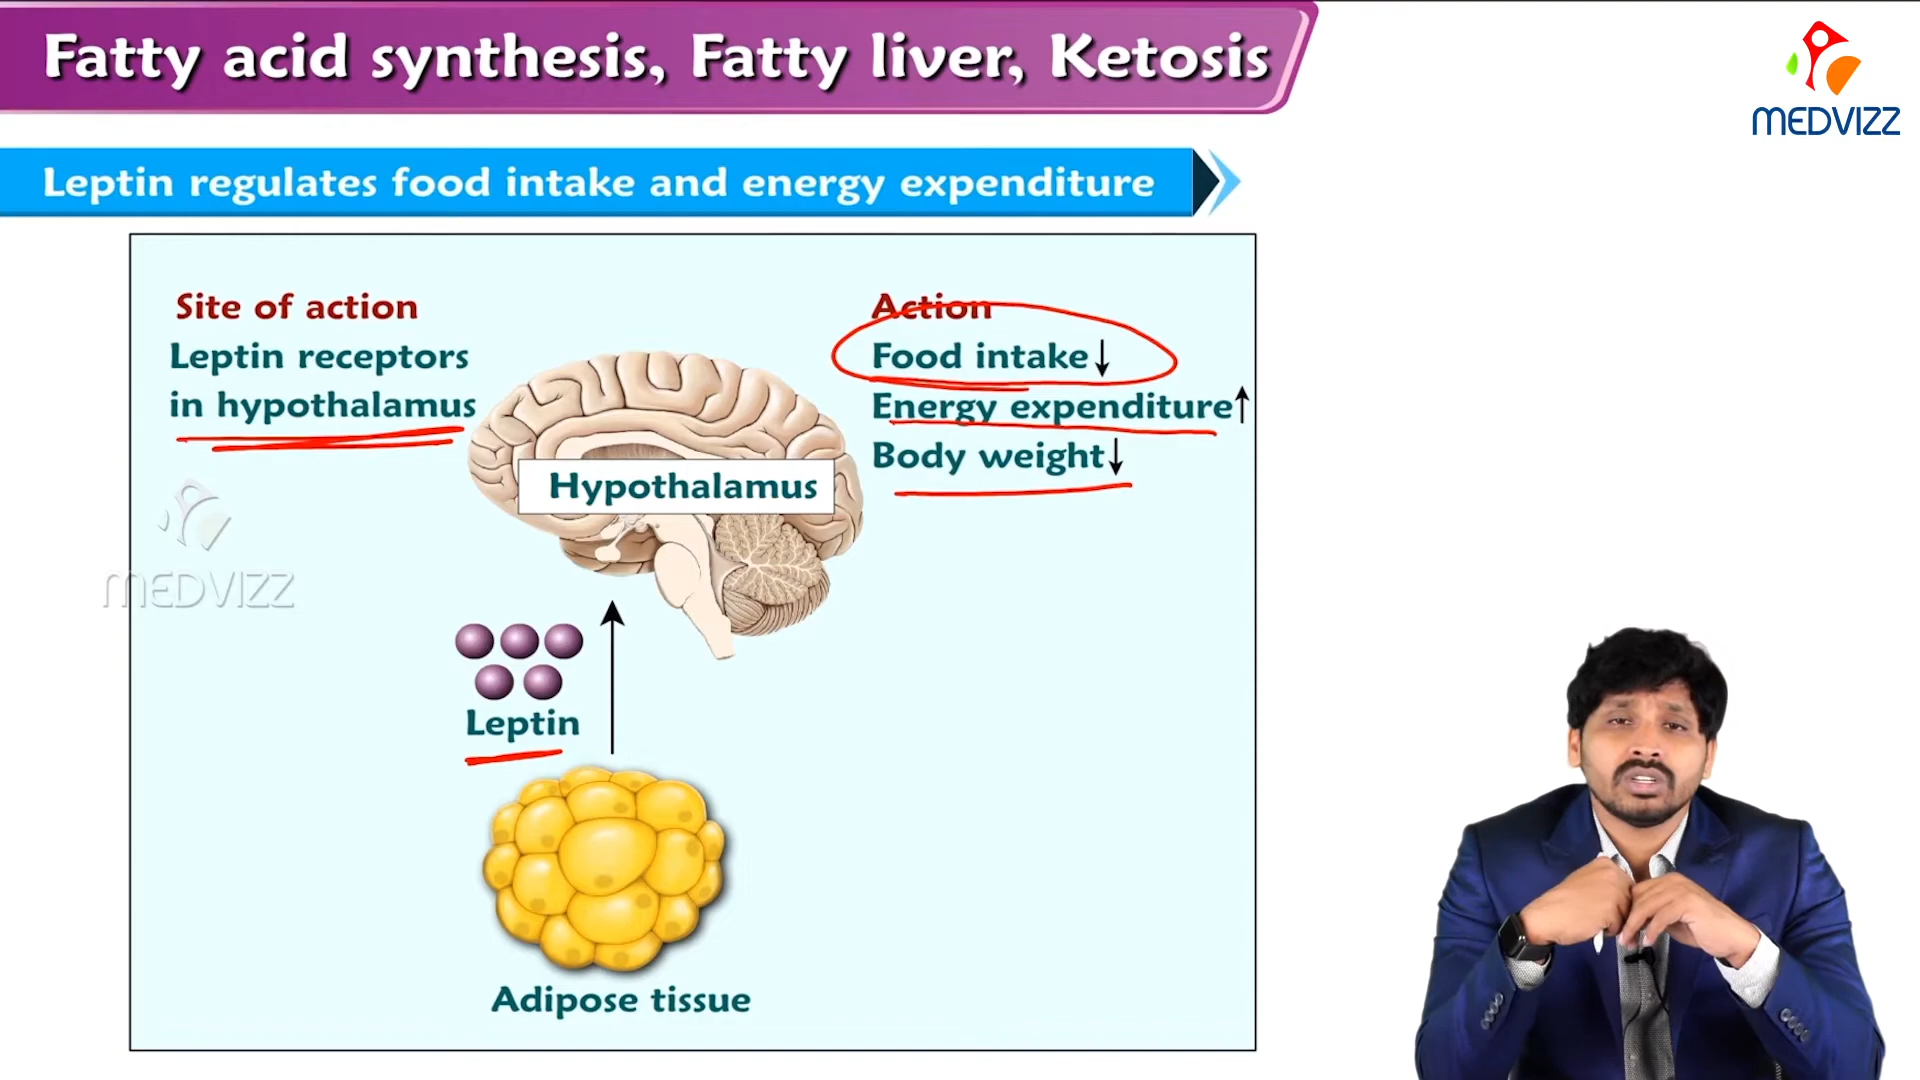 Fatty acid synthesis, Fatty liver, Ketosis
MEDVIZZ
Leptin regulates food intake and energy expenditure
Site of action
Leptin receptors
in hypothalamus
Action
Food intake↓
Energy expenditure↑
Body weight↓
Hypothalamus
MEDVIZZ
Leptin
Adipose tissue